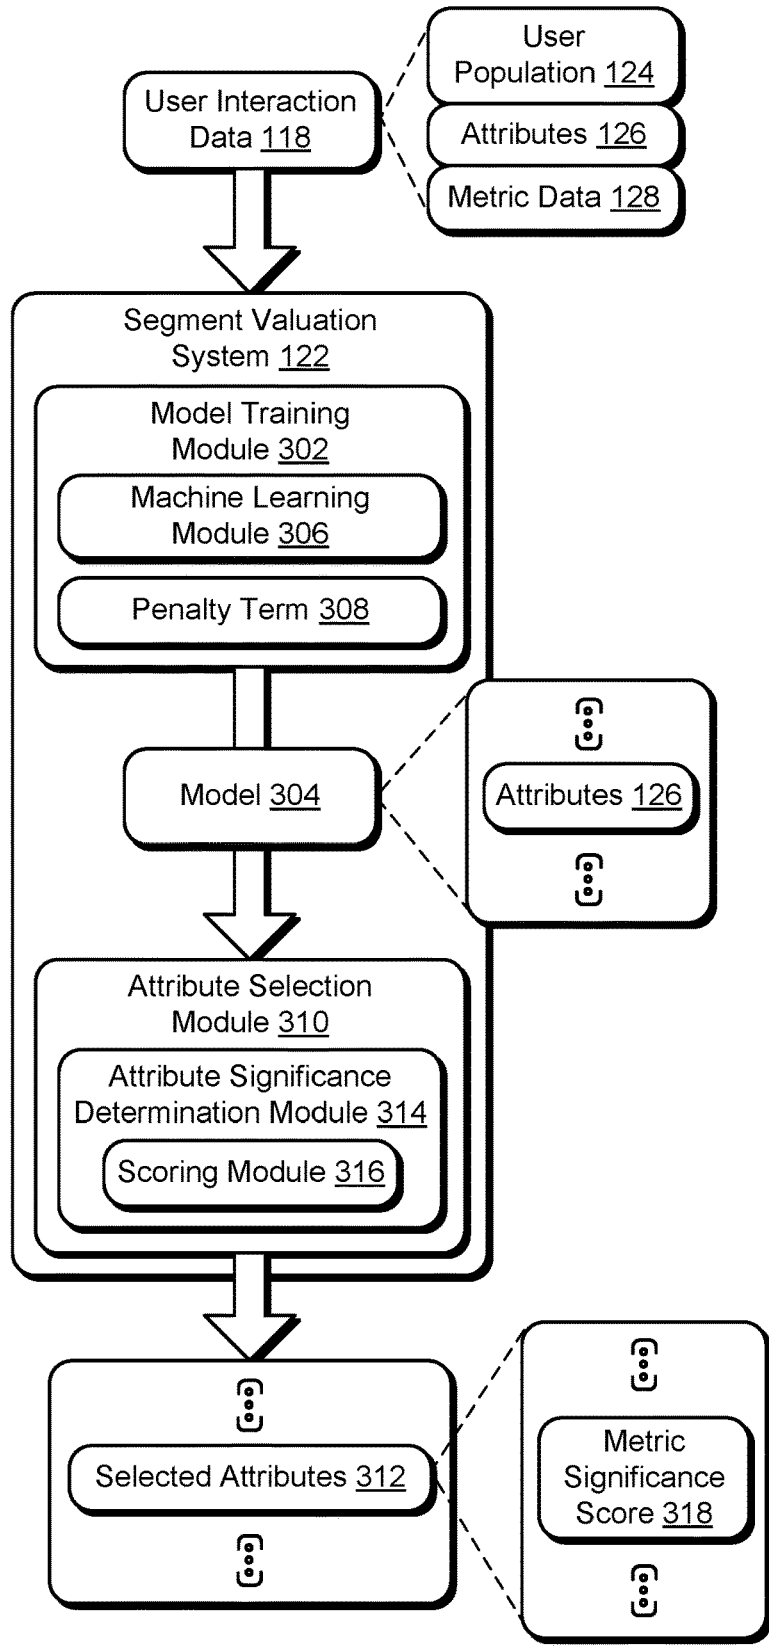 User
Population 124
User Interaction
Data 118
Attributes 126
Metric Data 128
Segment Valuation
System 122
Model Training
Module 302
Machine Learning
Module 306
Penalty Term 308
Model 304
Attributes 126
Attribute Selection
Module 310
Attribute Significance
Determination Module 314
Scoring Module 316
Selected Attributes 312
Metric
Significance
Score 318